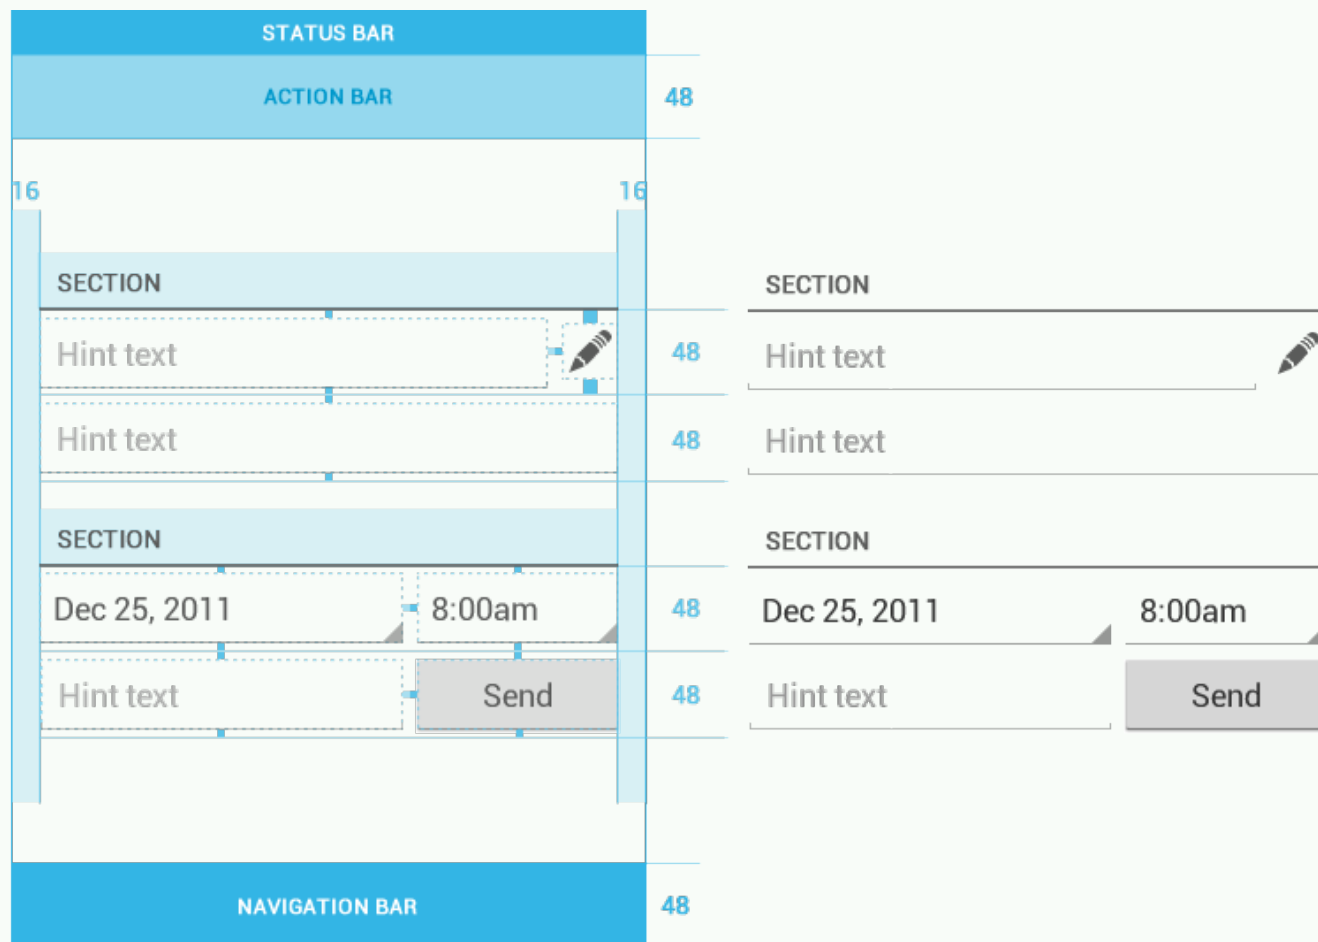 STATUS BAR
ACTION BAR
48
16 16
SECTION
Hint text
48
Hint text
48
SECTION
Dec 25, 2011 8:00am
48
Hint text Send
48
NAVIGATION BAR
48
SECTION
Hint text
Hint text
SECTION
Dec 25, 2011 8:00am
Hint text Send